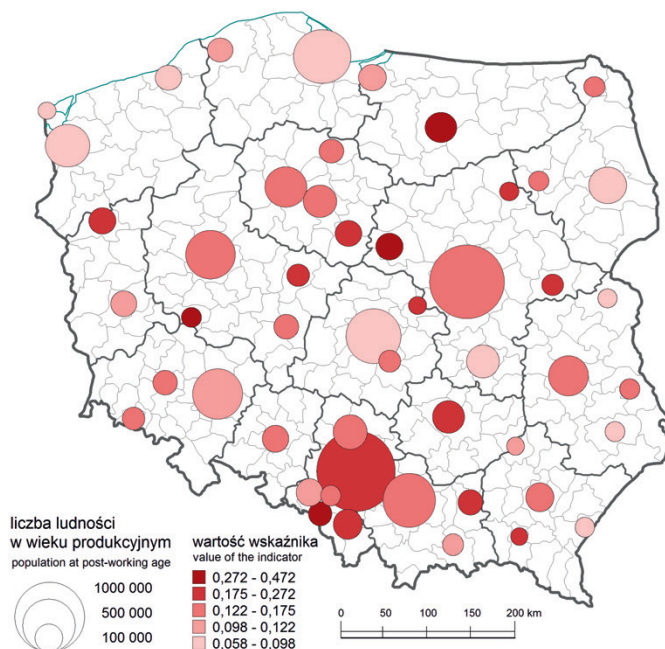 liczba ludności
w wieku produkcyjnym
population at post-working age
1000 000
500 000
100 000
wartość wskaźnika
value of the indicator
0,272 - 0,472
0,175 - 0,272
0,122 - 0,175
0,098 - 0,122
0,058 - 0,098
0 50 100 200 km